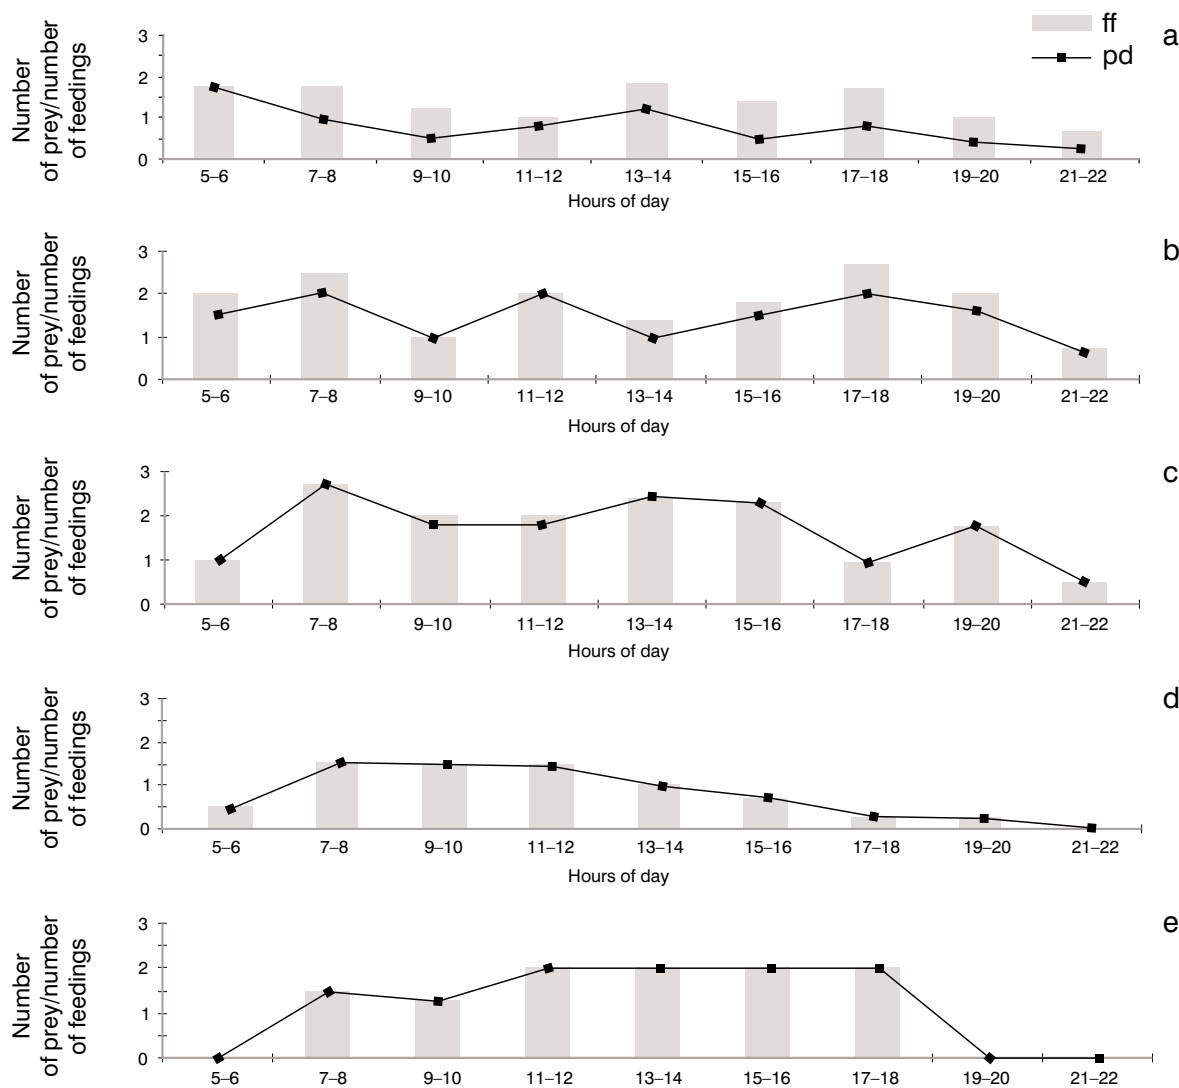 ff
pd
a
Number
of prey/number
of feedings
3
2
1
0
5–6 7–8 9–10 11–12 13–14 15–16 17–18 19–20 21–22
Hours of day
b
Number
of prey/number
of feedings
3
2
1
0
5–6 7–8 9–10 11–12 13–14 15–16 17–18 19–20 21–22
Hours of day
c
Number
of prey/number
of feedings
3
2
1
0
5–6 7–8 9–10 11–12 13–14 15–16 17–18 19–20 21–22
Hours of day
d
Number
of prey/number
of feedings
3
2
1
0
5–6 7–8 9–10 11–12 13–14 15–16 17–18 19–20 21–22
Hours of day
e
Number
of prey/number
of feedings
3
2
1
0
5–6 7–8 9–10 11–12 13–14 15–16 17–18 19–20 21–22